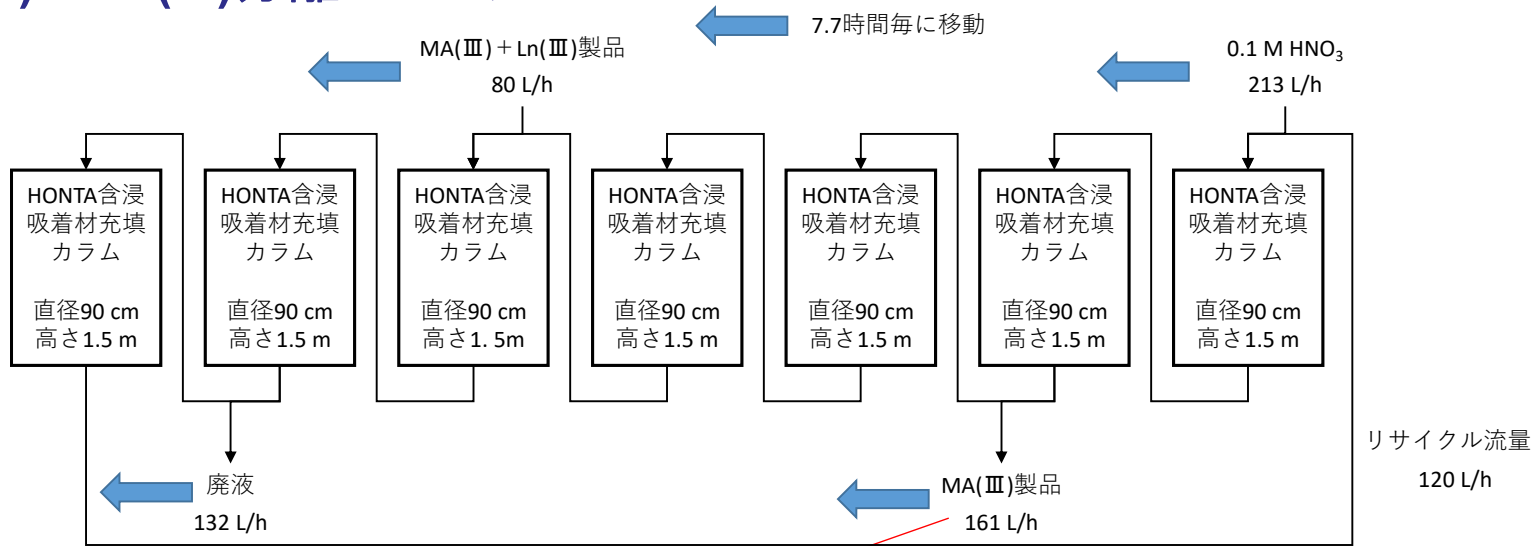 7.7時間毎に移動
MA(Ⅲ)＋Ln(Ⅲ)製品
80 L/h
0.1 M HNO₃
213 L/h
HONTA含浸
吸着材充填
カラム
直径90 cm
高さ1.5 m
HONTA含浸
吸着材充填
カラム
直径90 cm
高さ1.5 m
HONTA含浸
吸着材充填
カラム
直径90 cm
高さ1. 5m
HONTA含浸
吸着材充填
カラム
直径90 cm
高さ1.5 m
HONTA含浸
吸着材充填
カラム
直径90 cm
高さ1.5 m
HONTA含浸
吸着材充填
カラム
直径90 cm
高さ1.5 m
HONTA含浸
吸着材充填
カラム
直径90 cm
高さ1.5 m
廃液
132 L/h
MA(Ⅲ)製品
161 L/h
リサイクル流量
120 L/h